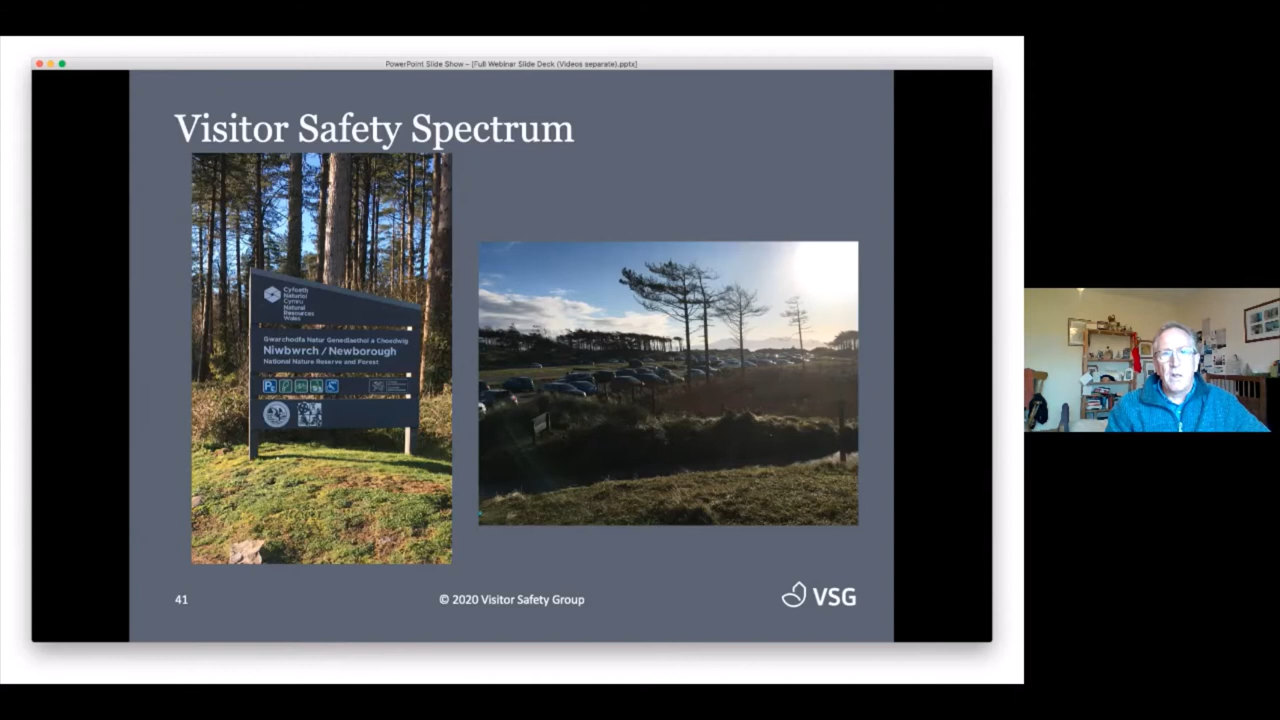 PowerPoint Slide Show – [Full Webinar Slide Deck (Videos separate).pptx]
Visitor Safety Spectrum
Cyfoeth
Naturiol
Cymru
Natural
Resources
Wales
Gwarchodfa Natur Genedlaethol a Choedwig
Niwbwrch / Newborough
National Nature Reserve and Forest
41
© 2020 Visitor Safety Group
VSG